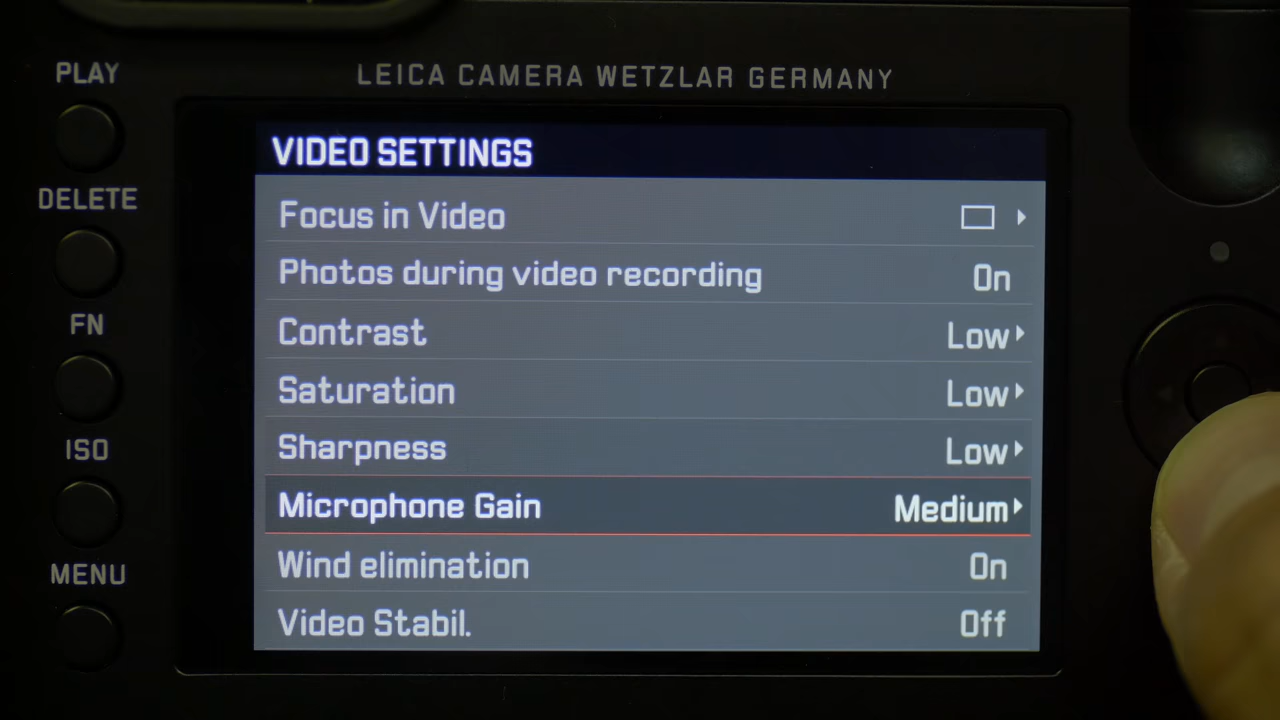 PLAY
LEICA CAMERA WETZLAR GERMANY
VIDEO SETTINGS
DELETE
Focus in Video
Photos during video recording On
FN
Contrast Low
Saturation Low
ISO
Sharpness Low
Microphone Gain Medium
MENU
Wind elimination On
Video Stabil. Off